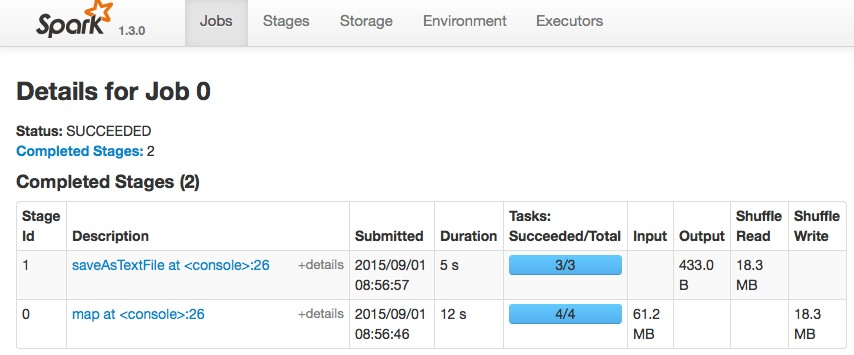 Spark 1.3.0 Jobs Stages Storage Environment Executors
Details for Job 0
Status: SUCCEEDED
Completed Stages: 2
Completed Stages (2)
Stage Id Description Submitted Duration Tasks: Succeeded/Total Input Output Shuffle Read Shuffle Write
1 saveAsTextFile at <console>:26 +details 2015/09/01 08:56:57 5 s 3/3 433.0 B 18.3 MB
0 map at <console>:26 +details 2015/09/01 08:56:46 12 s 4/4 61.2 MB 18.3 MB